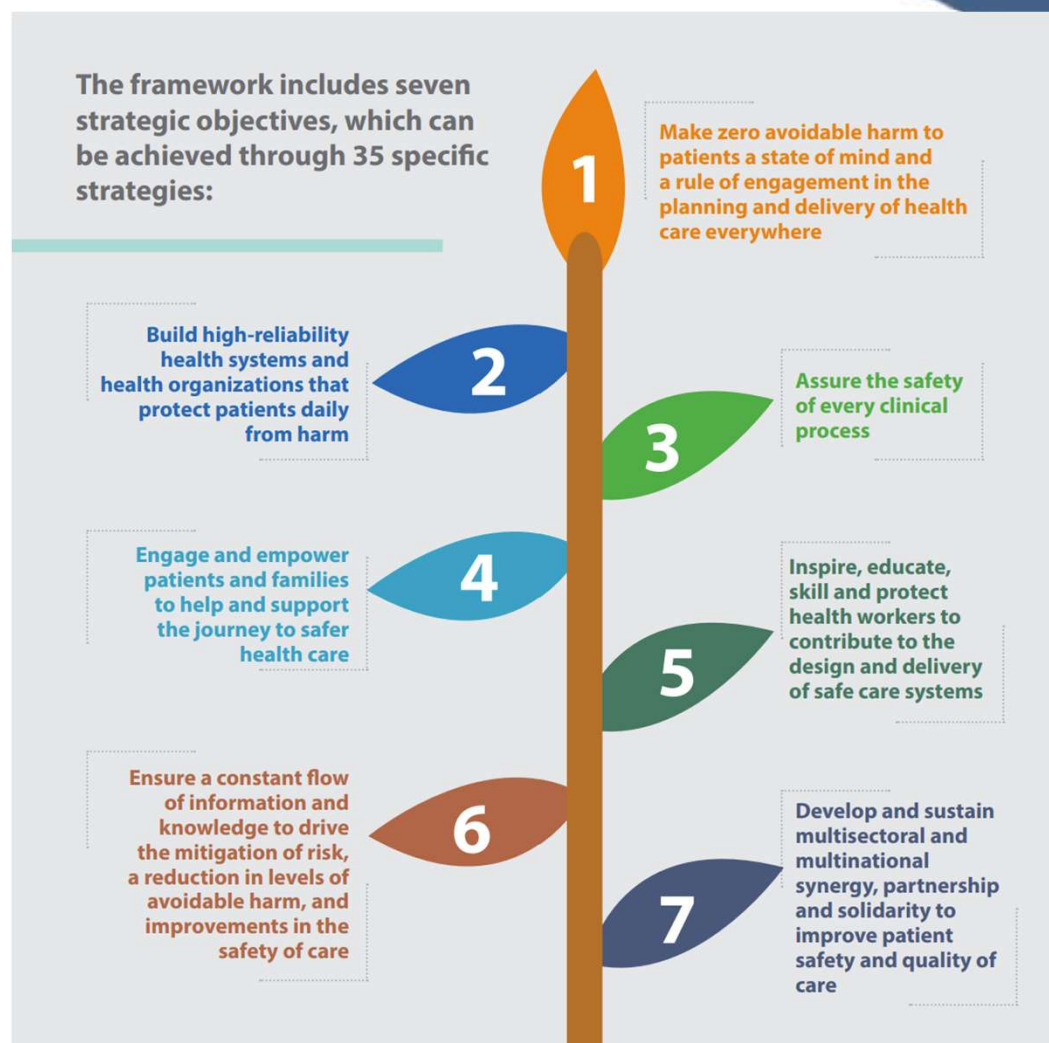 The framework includes seven
strategic objectives, which can
be achieved through 35 specific
strategies:
1
Make zero avoidable harm to
patients a state of mind and
a rule of engagement in the
planning and delivery of health
care everywhere
2
Build high-reliability
health systems and
health organizations that
protect patients daily
from harm
3
Assure the safety
of every clinical
process
4
Engage and empower
patients and families
to help and support
the journey to safer
health care
5
Inspire, educate,
skill and protect
health workers to
contribute to the
design and delivery
of safe care systems
6
Ensure a constant flow
of information and
knowledge to drive
the mitigation of risk,
a reduction in levels of
avoidable harm, and
improvements in the
safety of care
7
Develop and sustain
multisectoral and
multinational
synergy, partnership
and solidarity to
improve patient
safety and quality of
care